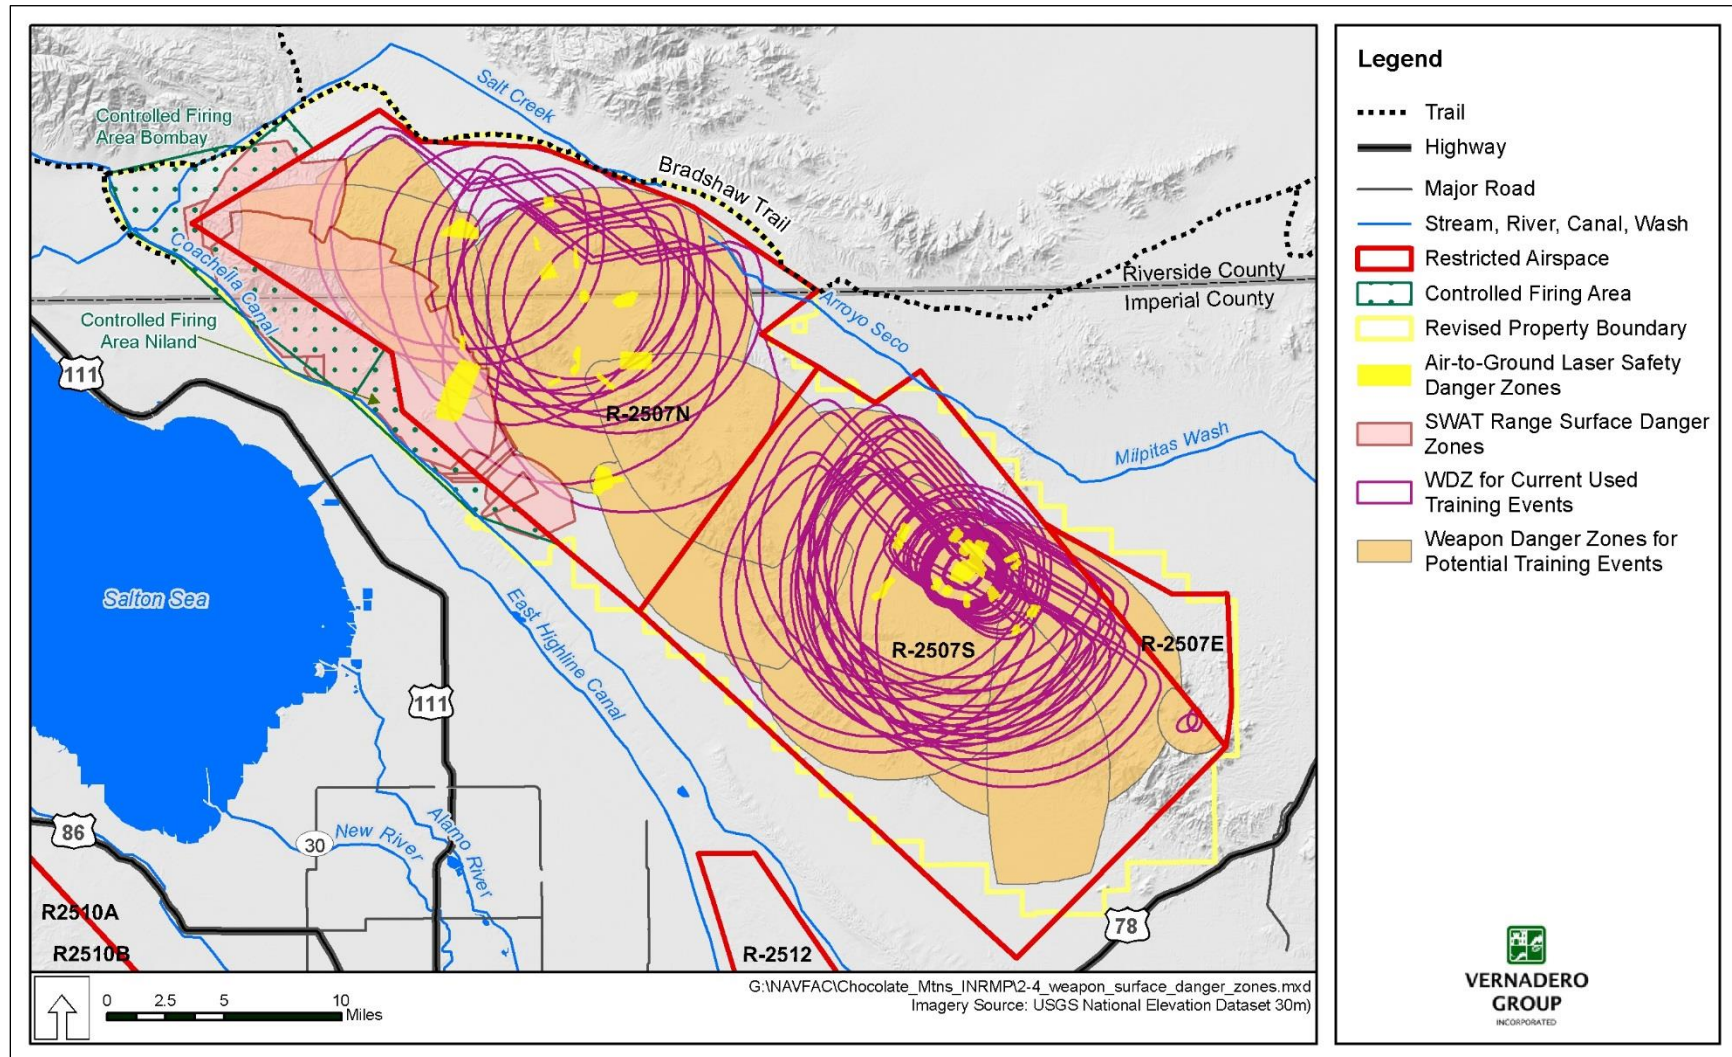 Controlled Firing
Area Bombay
Salt Creek
Bradshaw Trail
Coachella Canal
Controlled Firing
Area Niland
Riverside County
Imperial County
Arroyo Seco
111
R-2507N
Milpitas Wash
Salton Sea
East Highline Canal
R-2507S
R-2507E
111
86
30
New River
Alamo River
78
R2510A
R2510B
R-2512
0 2.5 5 10
Miles
G:\NAVFAC\Chocolate_Mtns_INRMP\2-4_weapon_surface_danger_zones.mxd
Imagery Source: USGS National Elevation Dataset 30m)
Legend
Trail
Highway
Major Road
Stream, River, Canal, Wash
Restricted Airspace
Controlled Firing Area
Revised Property Boundary
Air-to-Ground Laser Safety
Danger Zones
SWAT Range Surface Danger
Zones
WDZ for Current Used
Training Events
Weapon Danger Zones for
Potential Training Events
VERNADERO
GROUP
INCORPORATED